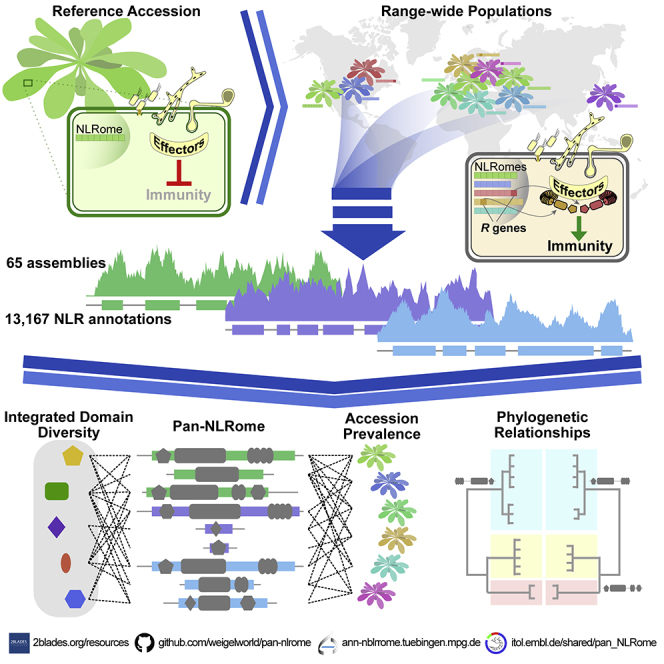 Reference Accession
Range-wide Populations
NLRome
Effectors
Immunity
NLRomes
Effectors
R genes
Immunity
65 assemblies
13,167 NLR annotations
Integrated Domain
Diversity
Pan-NLRome
Accession
Prevalence
Phylogenetic
Relationships
2BLADES
2blades.org/resources
github.com/weigelworld/pan-nlrome
ann-nblrrome.tuebingen.mpg.de
itol.embl.de/shared/pan_NLRome